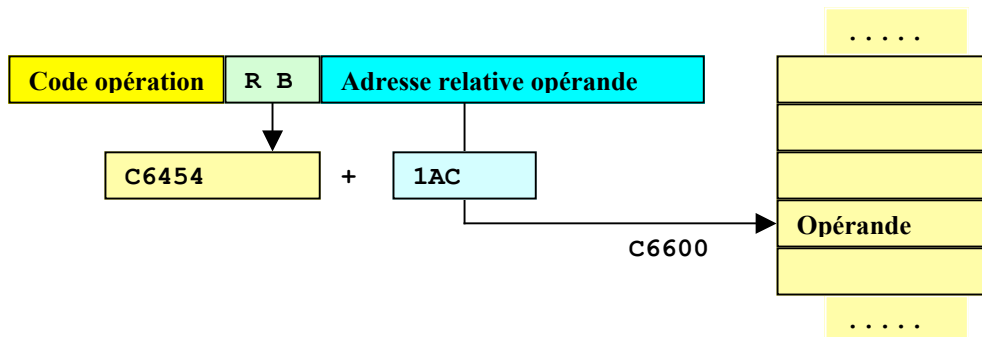 . . . . .
Code opération R B Adresse relative opérande
C6454 + 1AC
Opérande
C6600
. . . . .